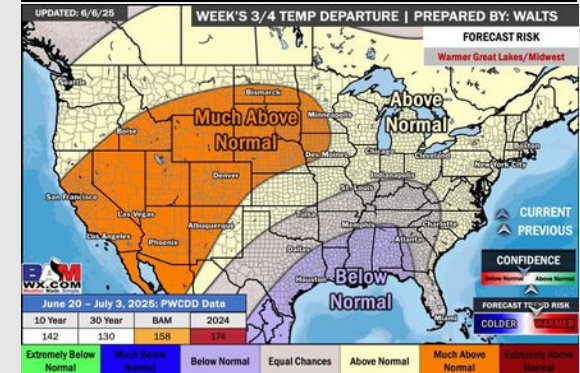 UPDATED: 6/6/25
WEEK'S 3/4 TEMP DEPARTURE | PREPARED BY: WALTS
FORECAST RISK
Warmer Great Lakes/Midwest
Seattle
Bismarck
Minneapolis
Above
Normal
Much Above
Normal
Boise
Boston
Des Moines
Cleveland
New York City
Indianapolis
Denver
St. Louis
San Francisco
Las Vegas
Tulsa
Charlotte
Albuquerque
Memphis
Los Angeles
Phoenix
Atlanta
Dallas
CURRENT
PREVIOUS
Houston
Below
Normal
Miami
CONFIDENCE
Below Normal Above Normal
FORECAST TREND RISK
COLDER WARMER
BAM
WX.COM
June 20 – July 3, 2025: PWCDD Data
10 Year 30 Year BAM 2024
142 130 158 174
Extremely Below Normal
Much Below Normal
Below Normal
Equal Chances
Above Normal
Much Above Normal
Extremely Above Normal